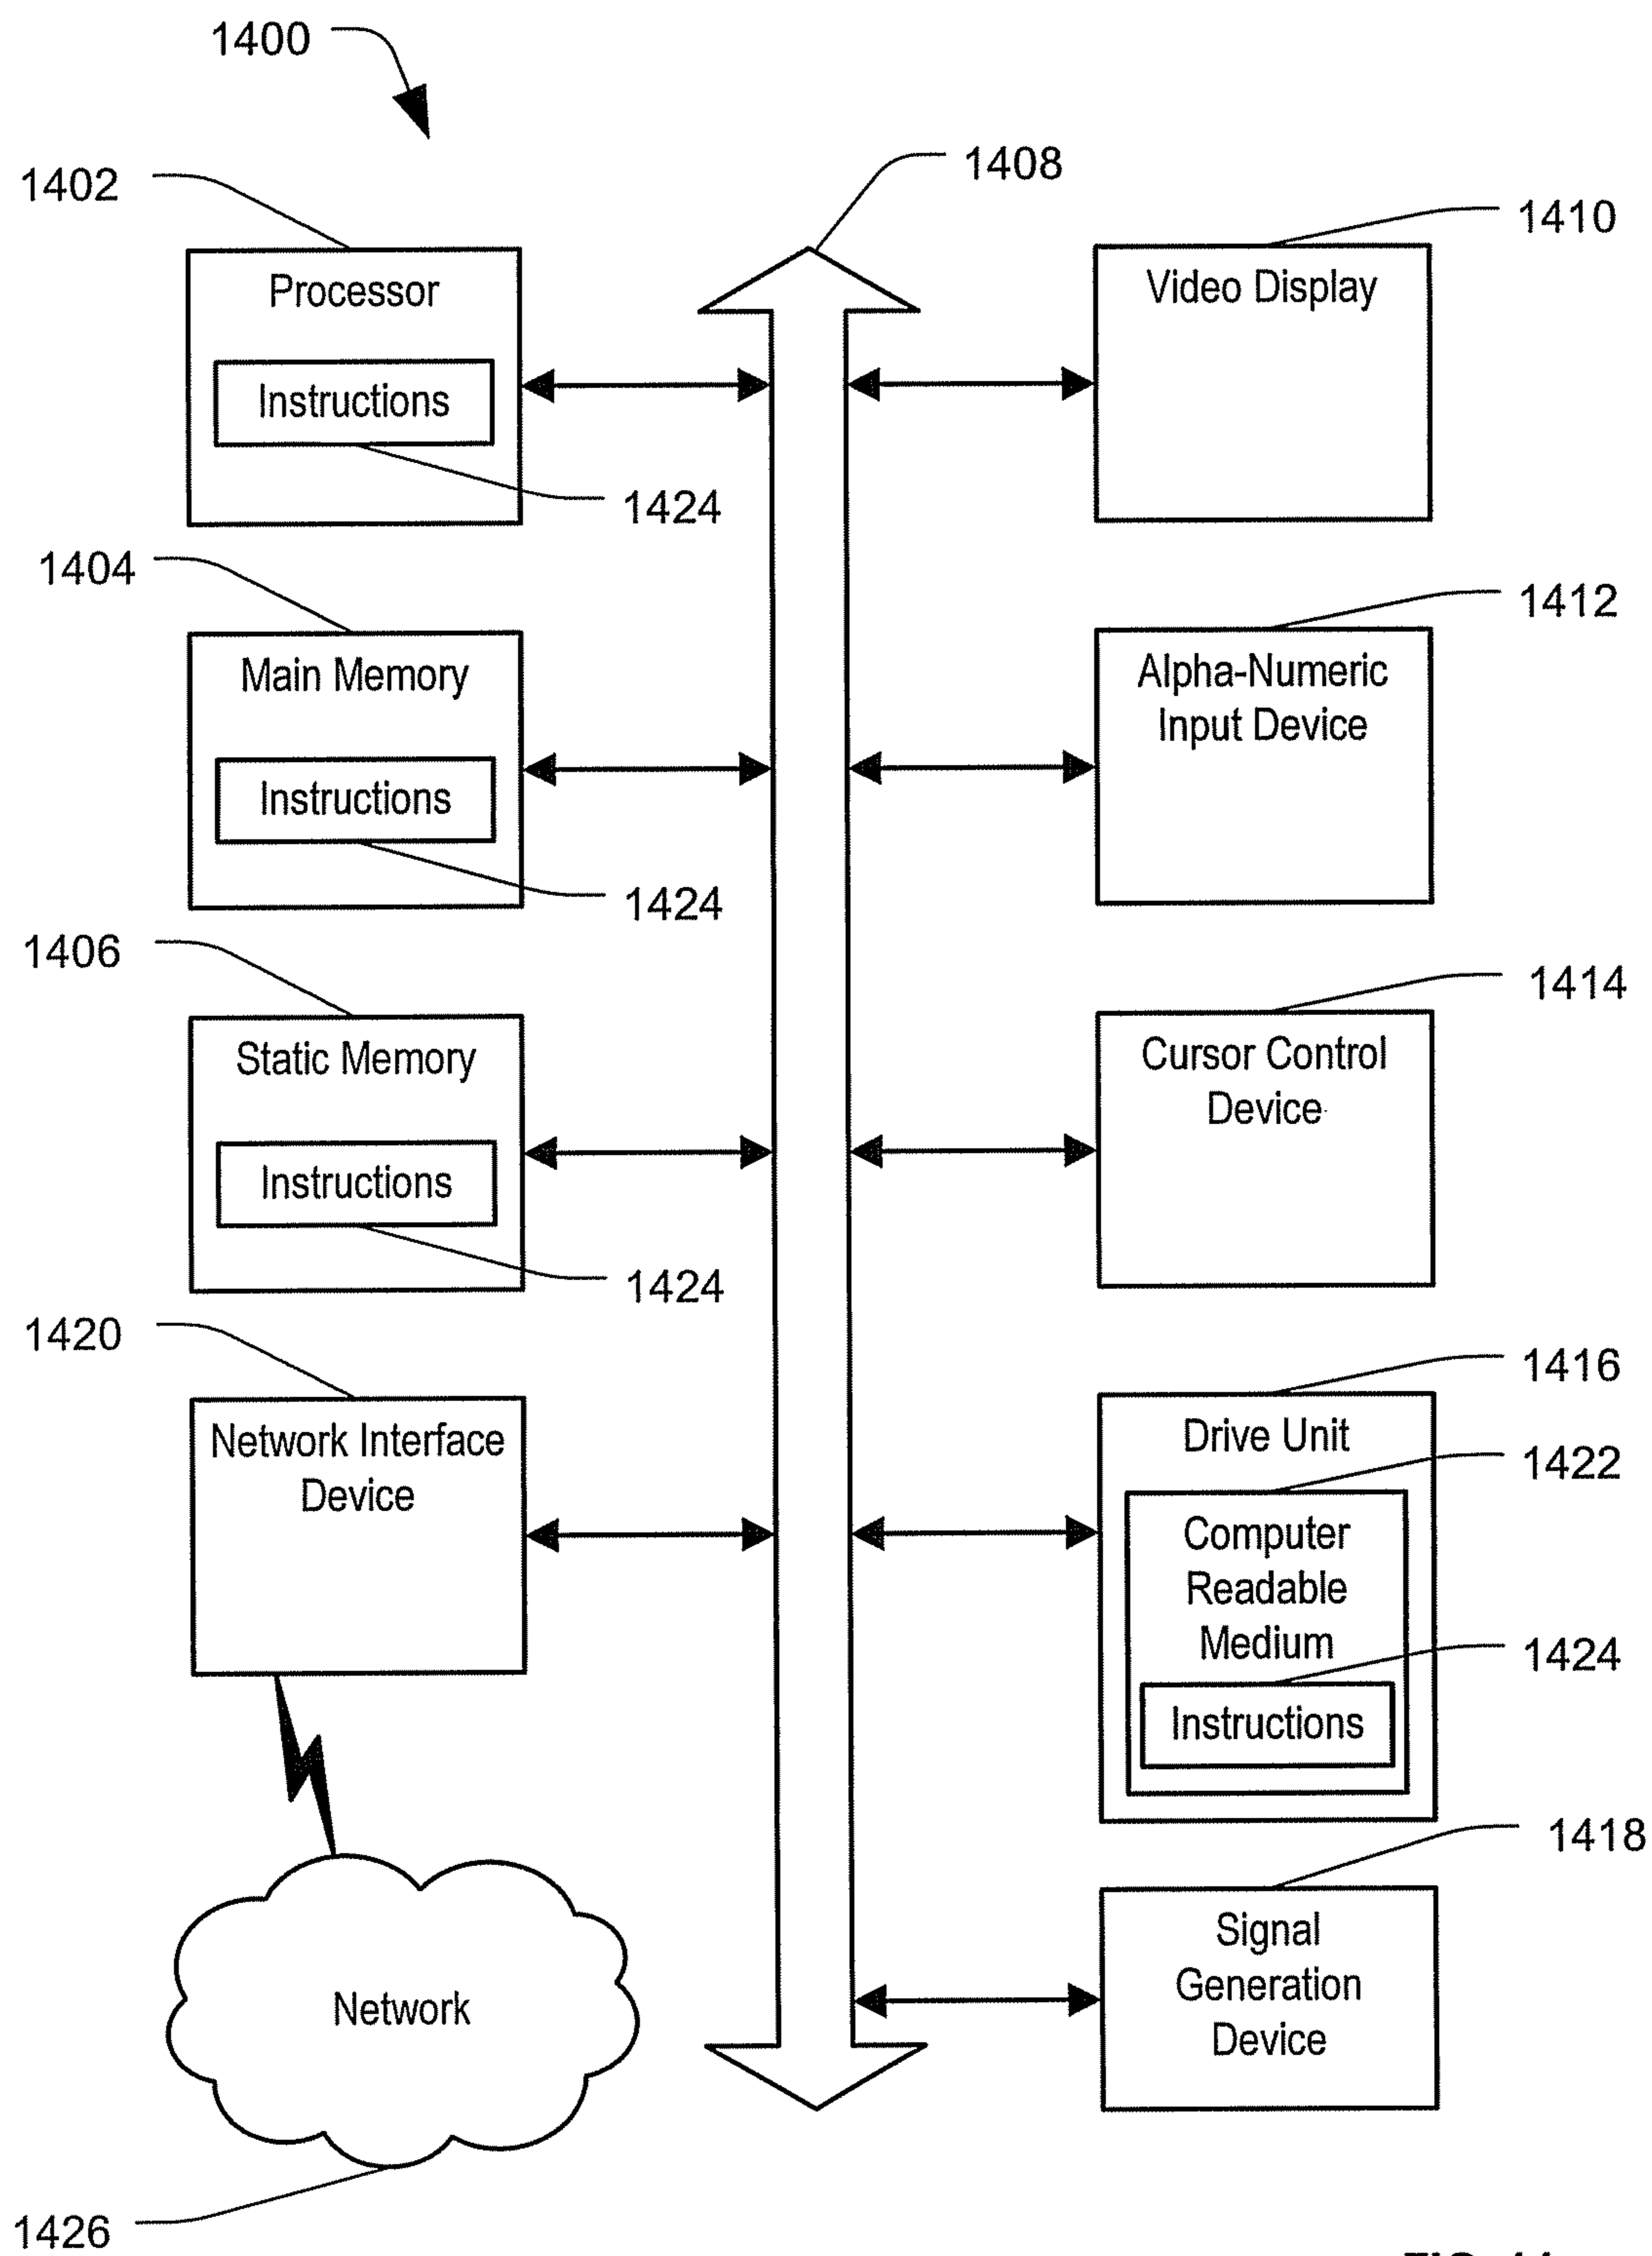 1400
1408
1402
1410
Processor
Instructions
1424
Video Display
1404
1412
Main Memory
Instructions
1424
Alpha-Numeric
Input Device
1406
1414
Static Memory
Instructions
1424
Cursor Control
Device
1420
1416
Network Interface
Device
Drive Unit
1422
Computer
Readable
Medium
1424
Instructions
1418
Signal
Generation
Device
Network
1426